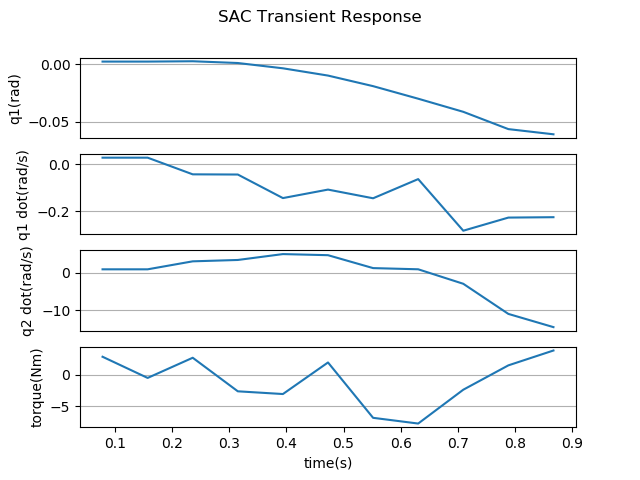 SAC Transient Response
0.00
−0.05
q1(rad)
0.0
−0.2
q1 dot(rad/s)
0
−10
q2 dot(rad/s)
0
−5
torque(Nm)
0.1 0.2 0.3 0.4 0.5 0.6 0.7 0.8 0.9
time(s)